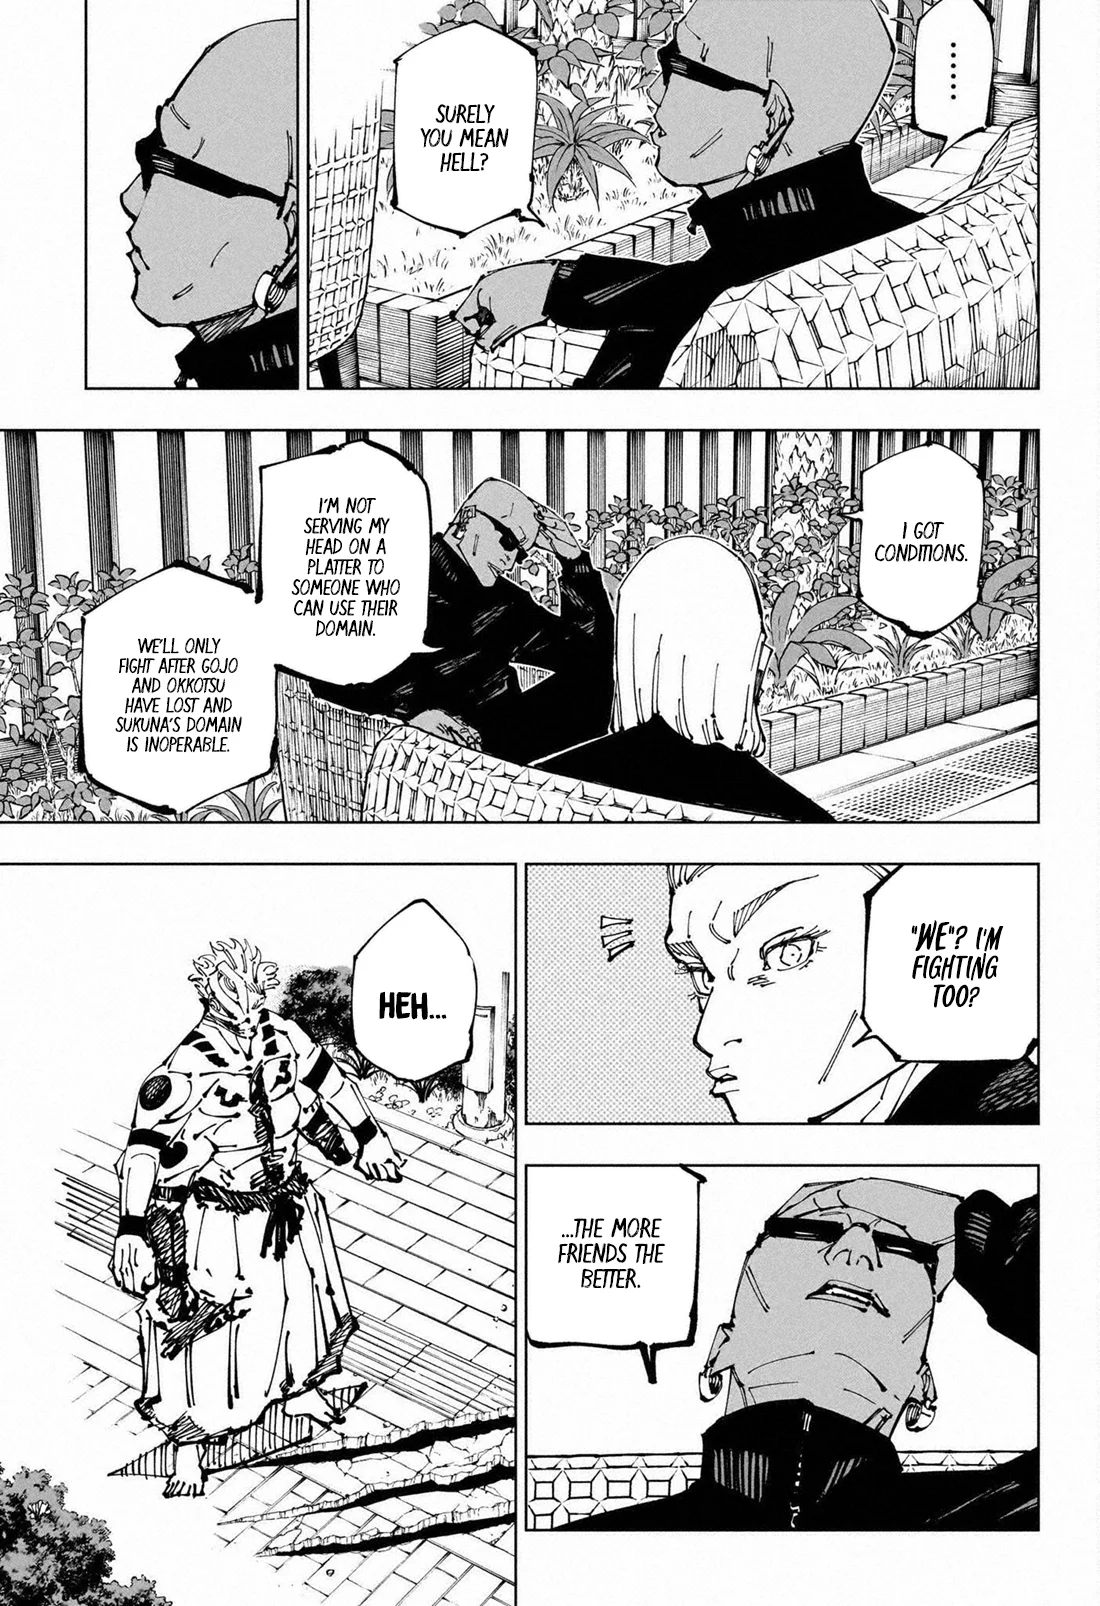 ......
SURELY
YOU MEAN
HELL?
I GOT
CONDITIONS.
I'M NOT
SERVING MY
HEAD ON A
PLATTER TO
SOMEONE WHO
CAN USE THEIR
DOMAIN.
WE'LL ONLY
FIGHT AFTER GOJO
AND OKKOTSU
HAVE LOST AND
SUKUNA'S DOMAIN
IS INOPERABLE.
"WE"? I'M
FIGHTING
TOO?
...THE MORE
FRIENDS THE
BETTER.
HEH...